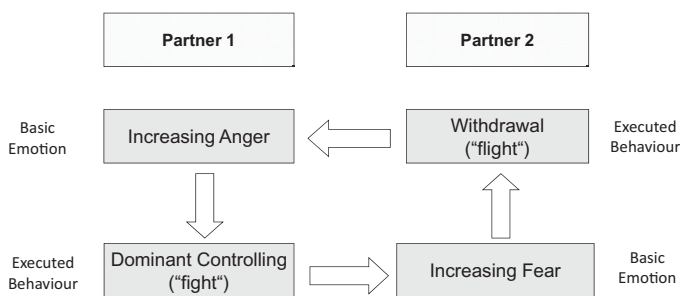 Partner 1
Partner 2
Basic
Emotion
Increasing Anger
Withdrawal
(“flight“)
Executed
Behaviour
Executed
Behaviour
Dominant Controlling
(“fight“)
Increasing Fear
Basic
Emotion